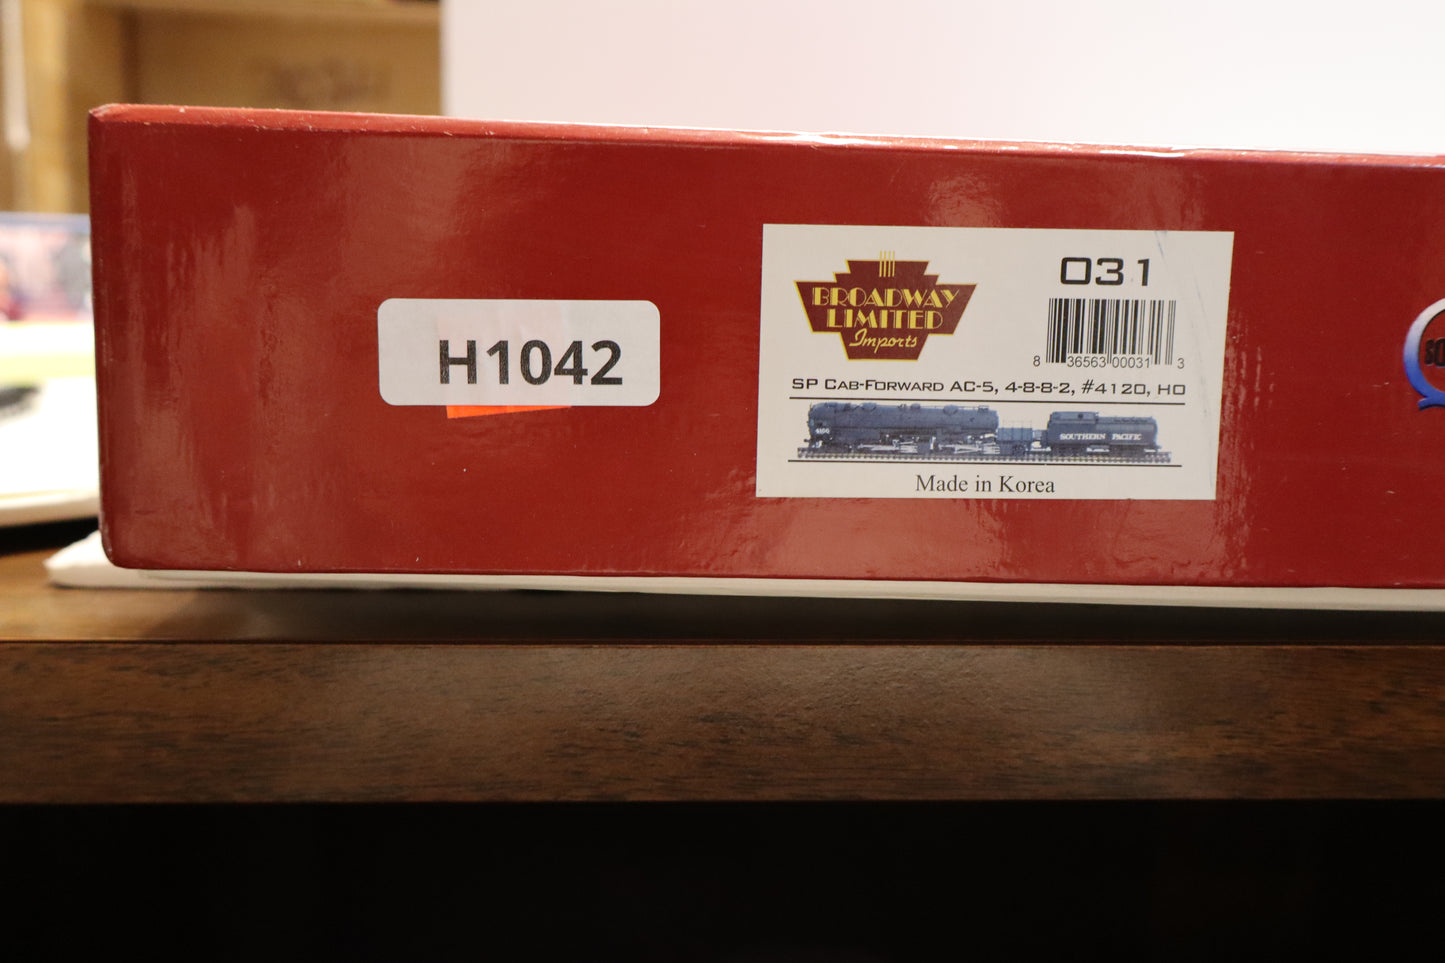 H1042
BROADWAY
LIMITED
Imports
031
8 36563 00031 3
SP CAB-FORWARD AC-5, 4-8-8-2, #4120, HO
4100
SOUTHERN PACIFIC
Made in Korea